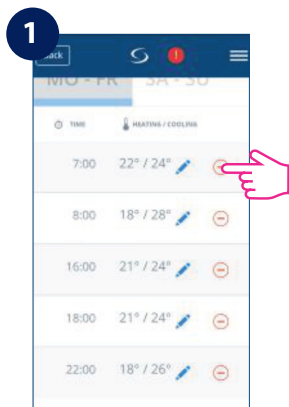 1
Back
MO - FR SA - SU
TIME HEATING / COOLING
7:00 22° / 24°
8:00 18° / 28°
16:00 21° / 24°
18:00 21° / 24°
22:00 18° / 26°